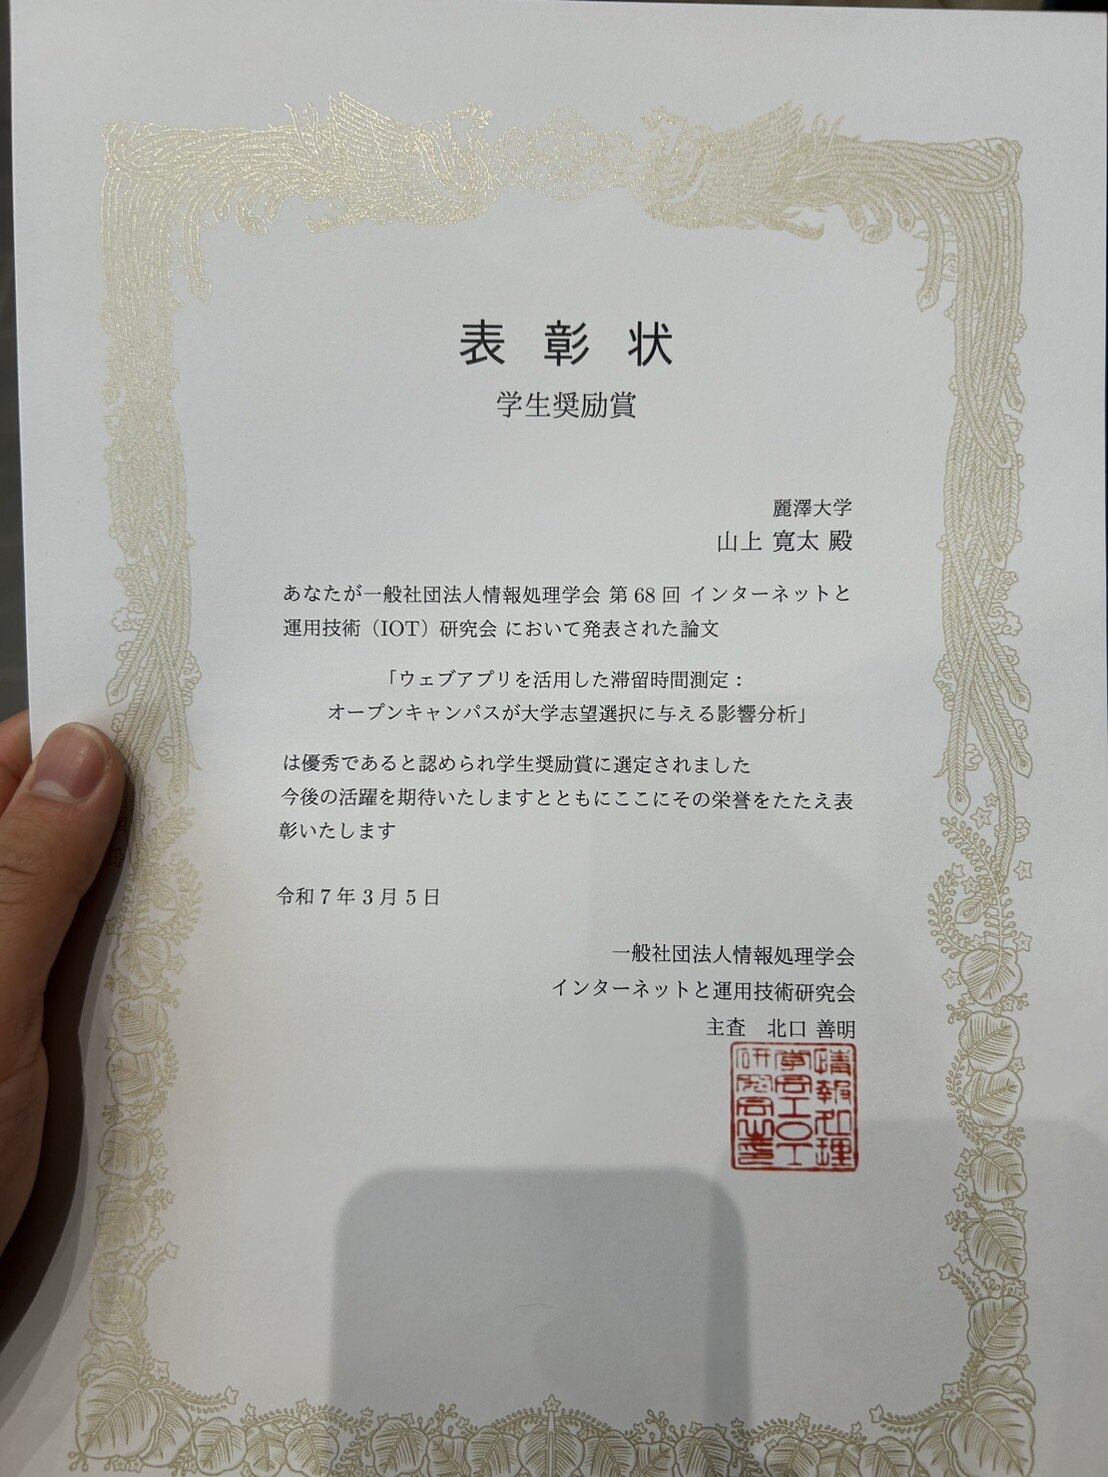 表彰状
学生奨励賞
麗澤大学
山上 寛太 殿
あなたが一般社団法人情報処理学会 第 68 回 インターネットと
運用技術（IOT）研究会 において発表された論文
「ウェブアプリを活用した滞留時間測定：
オープンキャンパスが大学志望選択に与える影響分析」
は優秀であると認められ学生奨励賞に選定されました
今後の活躍を期待いたしますとともにここにその栄誉をたたえ表
彰いたします
令和 7 年 3 月 5 日
一般社団法人情報処理学会
インターネットと運用技術研究会
主査 北口 善明